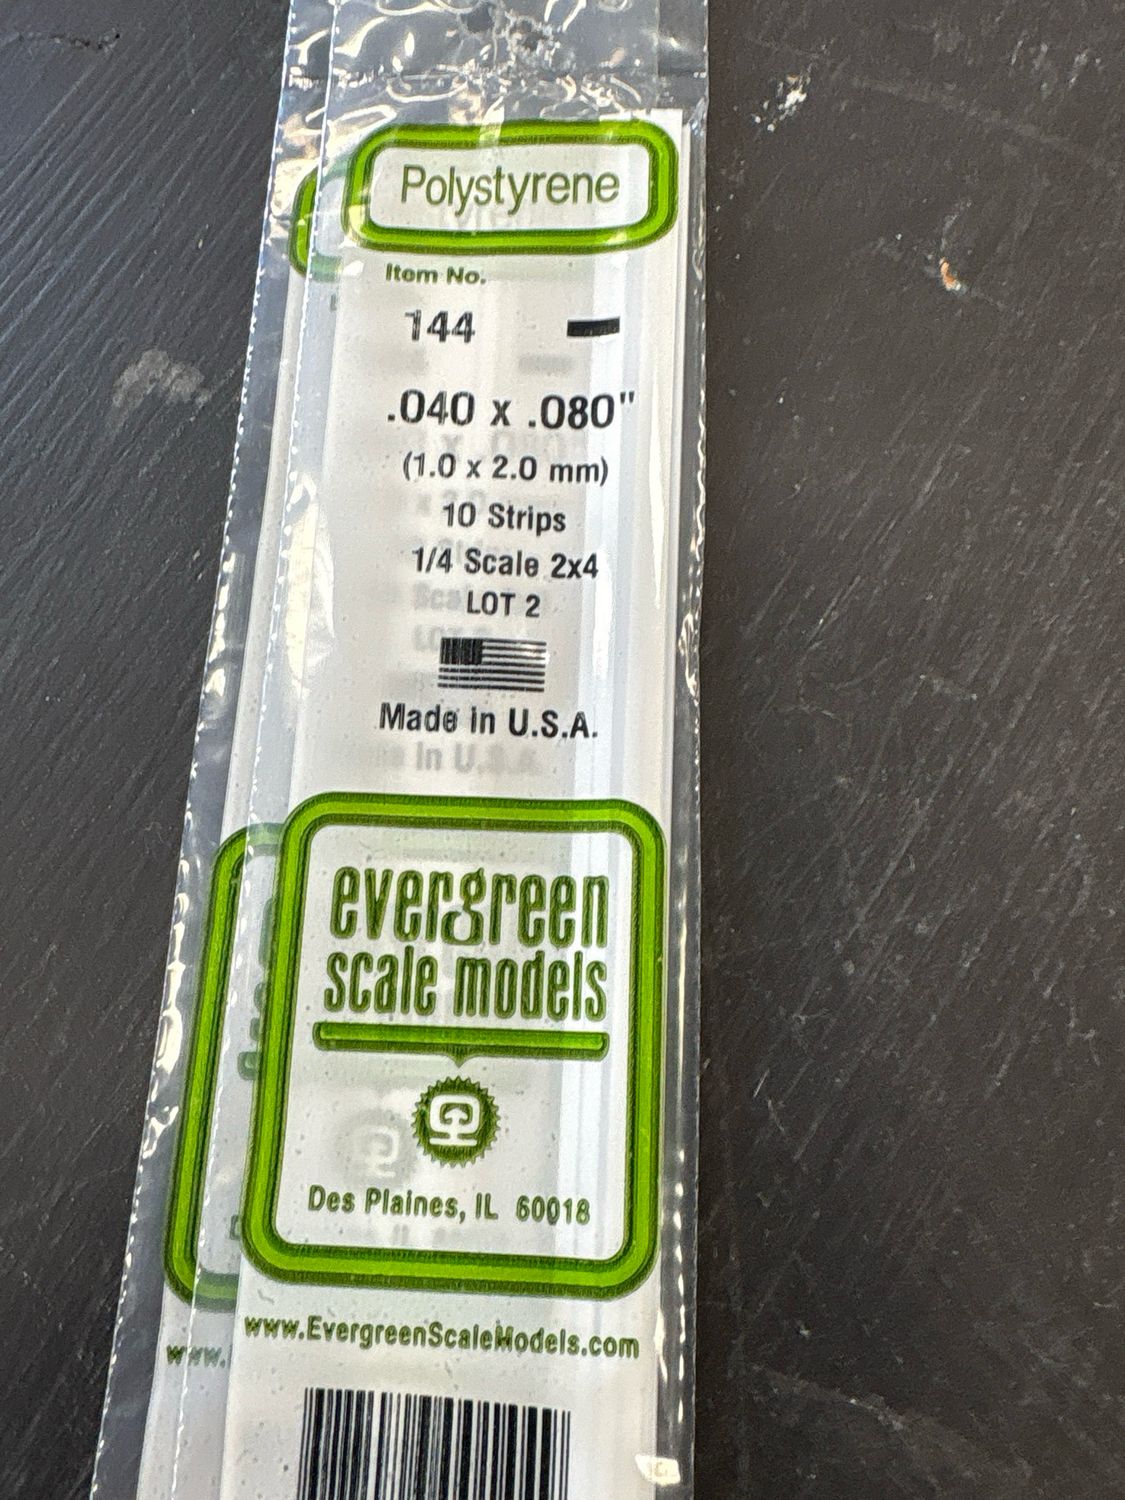 Polystyrene
Item No.
144
.040 x .080"
(1.0 x 2.0 mm)
10 Strips
1/4 Scale 2x4
LOT 2
Made in U.S.A.
evergreen
scale models
Des Plaines, IL 60018
www.EvergreenScaleModels.com
www.